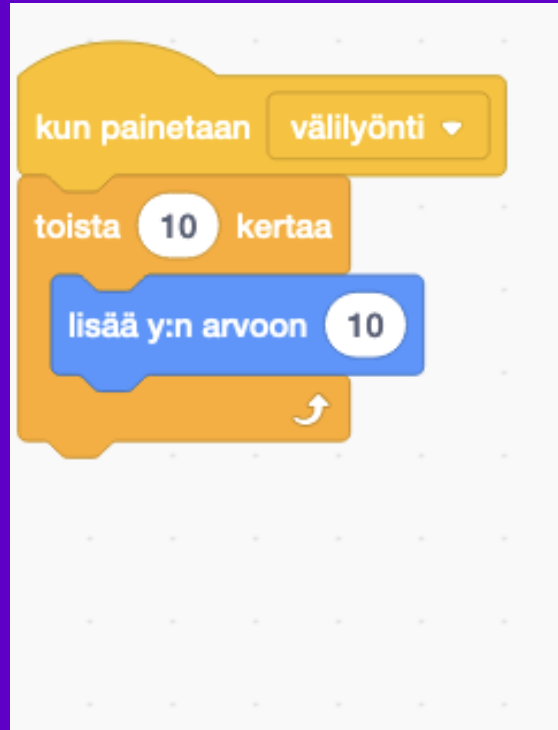 kun painetaan välilyönti
toista 10 kertaa
lisää y:n arvoon 10